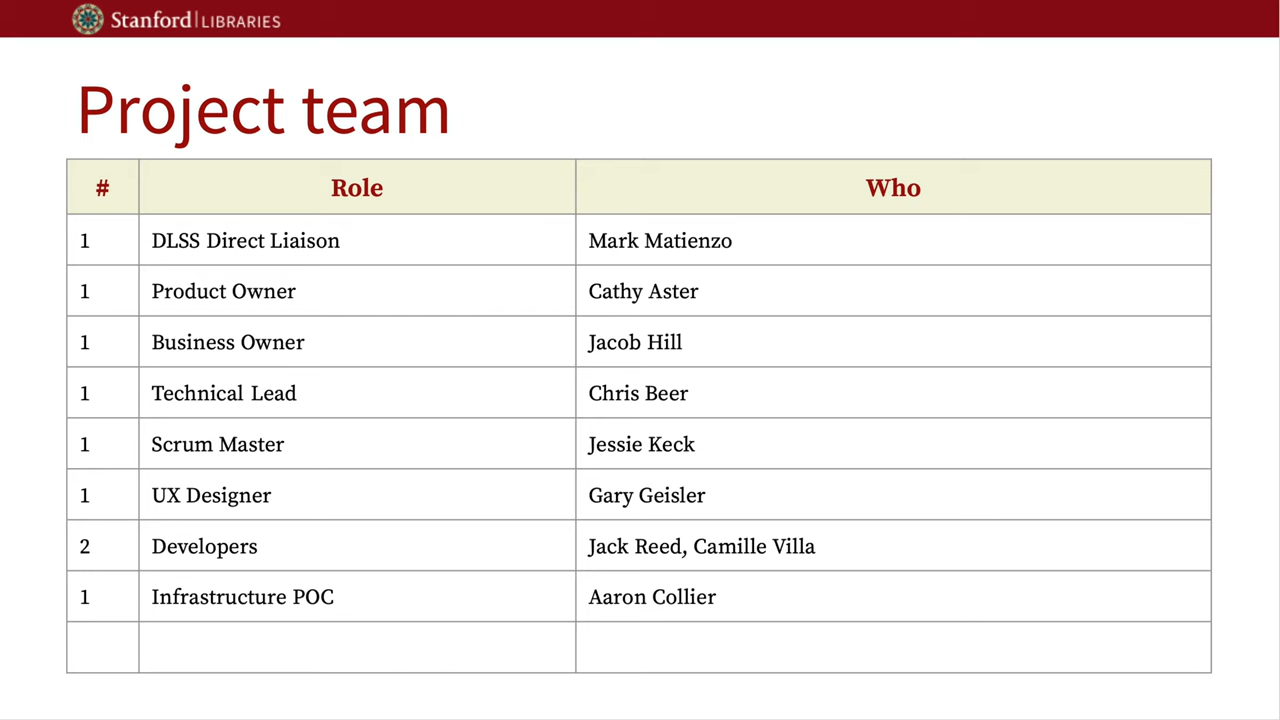 Stanford | LIBRARIES
Project team
# Role Who
1 DLSS Direct Liaison Mark Matienzo
1 Product Owner Cathy Aster
1 Business Owner Jacob Hill
1 Technical Lead Chris Beer
1 Scrum Master Jessie Keck
1 UX Designer Gary Geisler
2 Developers Jack Reed, Camille Villa
1 Infrastructure POC Aaron Collier